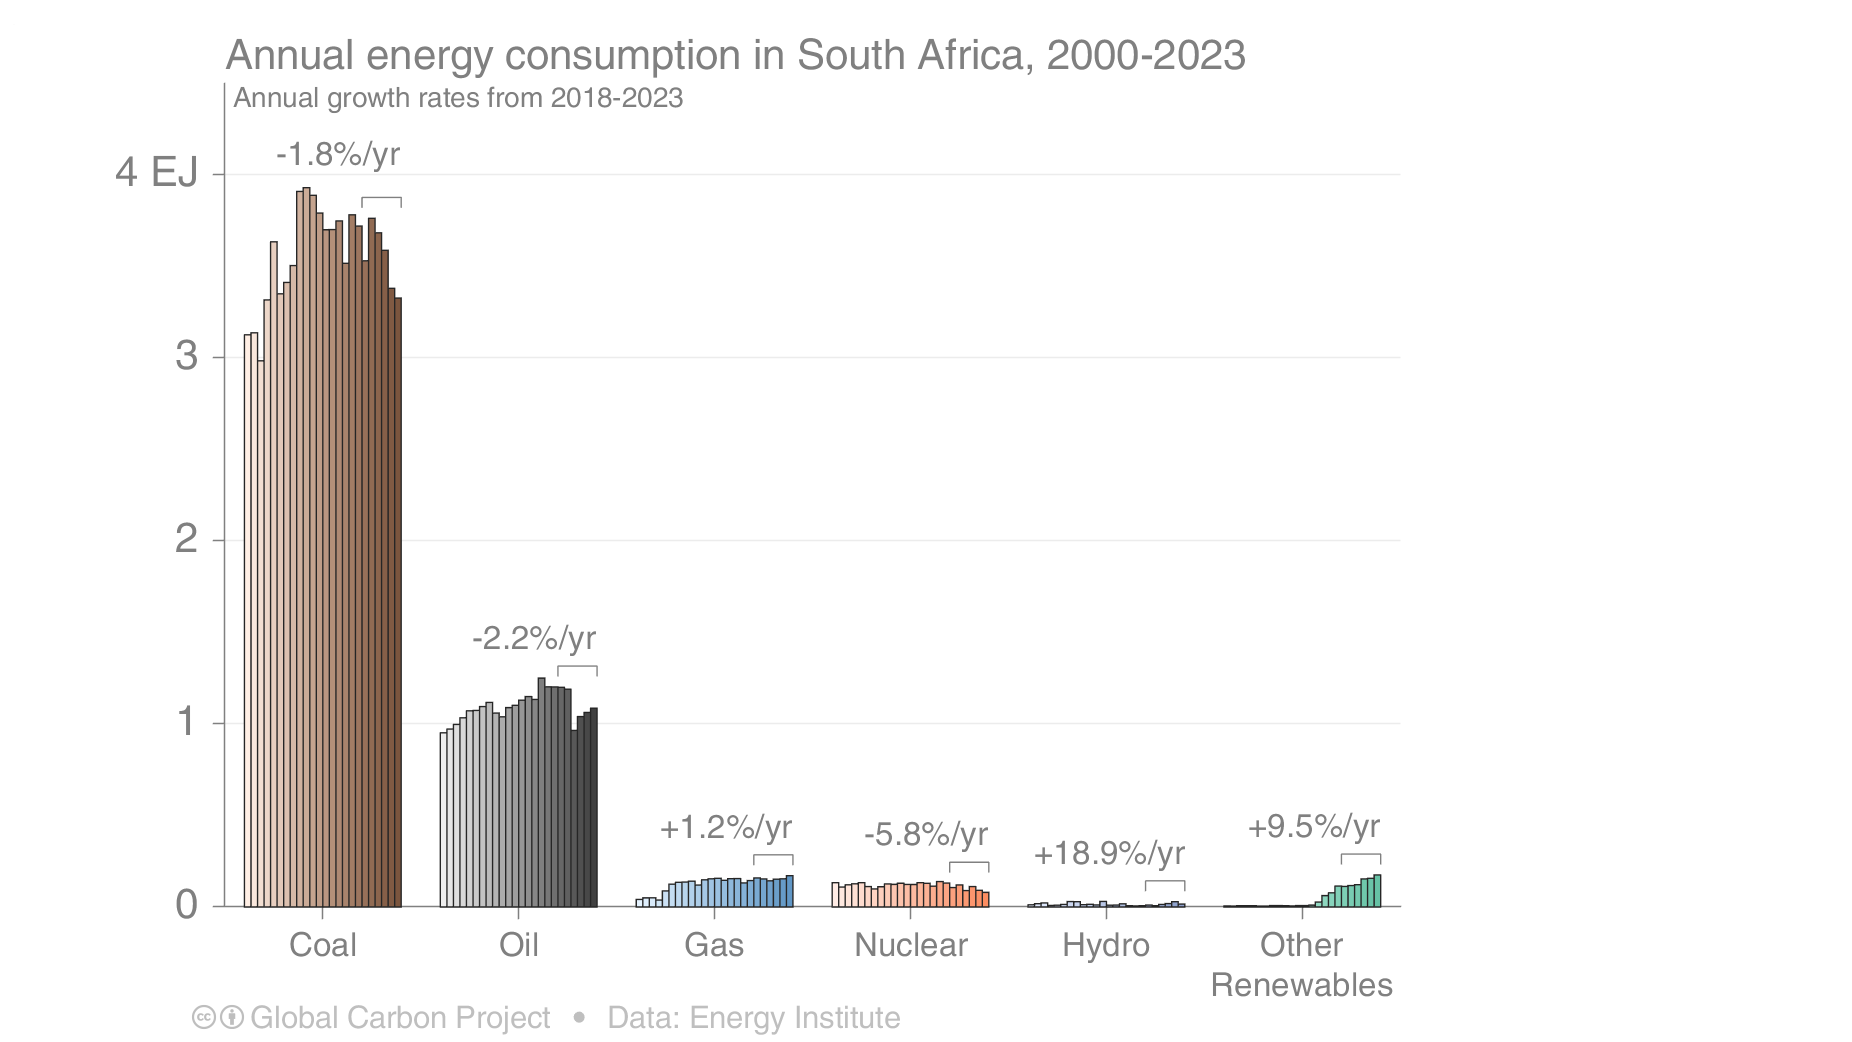 Annual energy consumption in South Africa, 2000-2023
Annual growth rates from 2018-2023
-1.8%/yr
4 EJ
3
2
-2.2%/yr
1
+1.2%/yr
-5.8%/yr
+18.9%/yr
+9.5%/yr
0
Coal
Oil
Gas
Nuclear
Hydro
Other
Renewables
cc Global Carbon Project • Data: Energy Institute